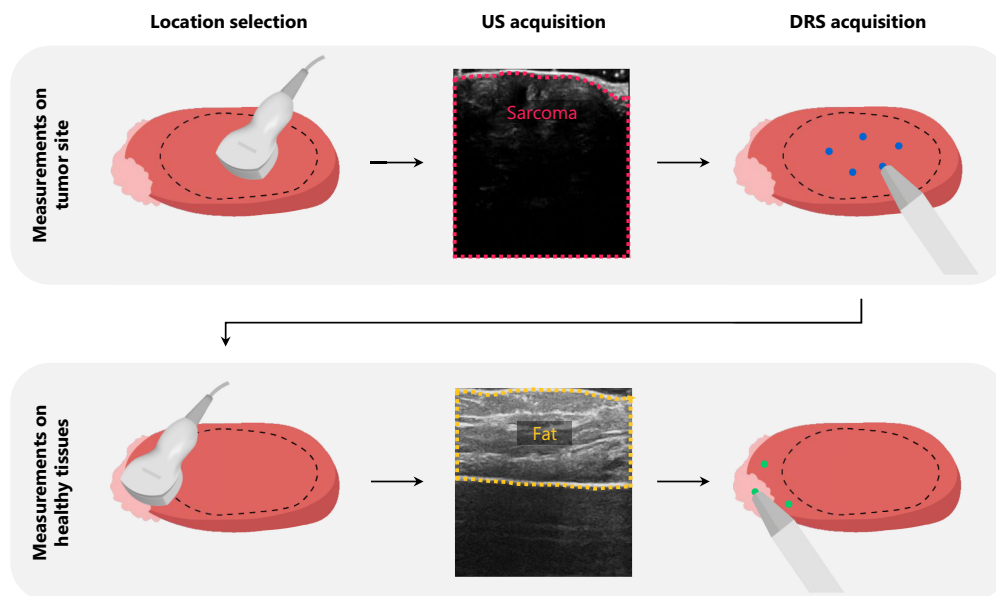 Location selection
US acquisition
DRS acquisition
Measurements on
tumor site
Sarcoma
Measurements on
healthy tissues
Fat